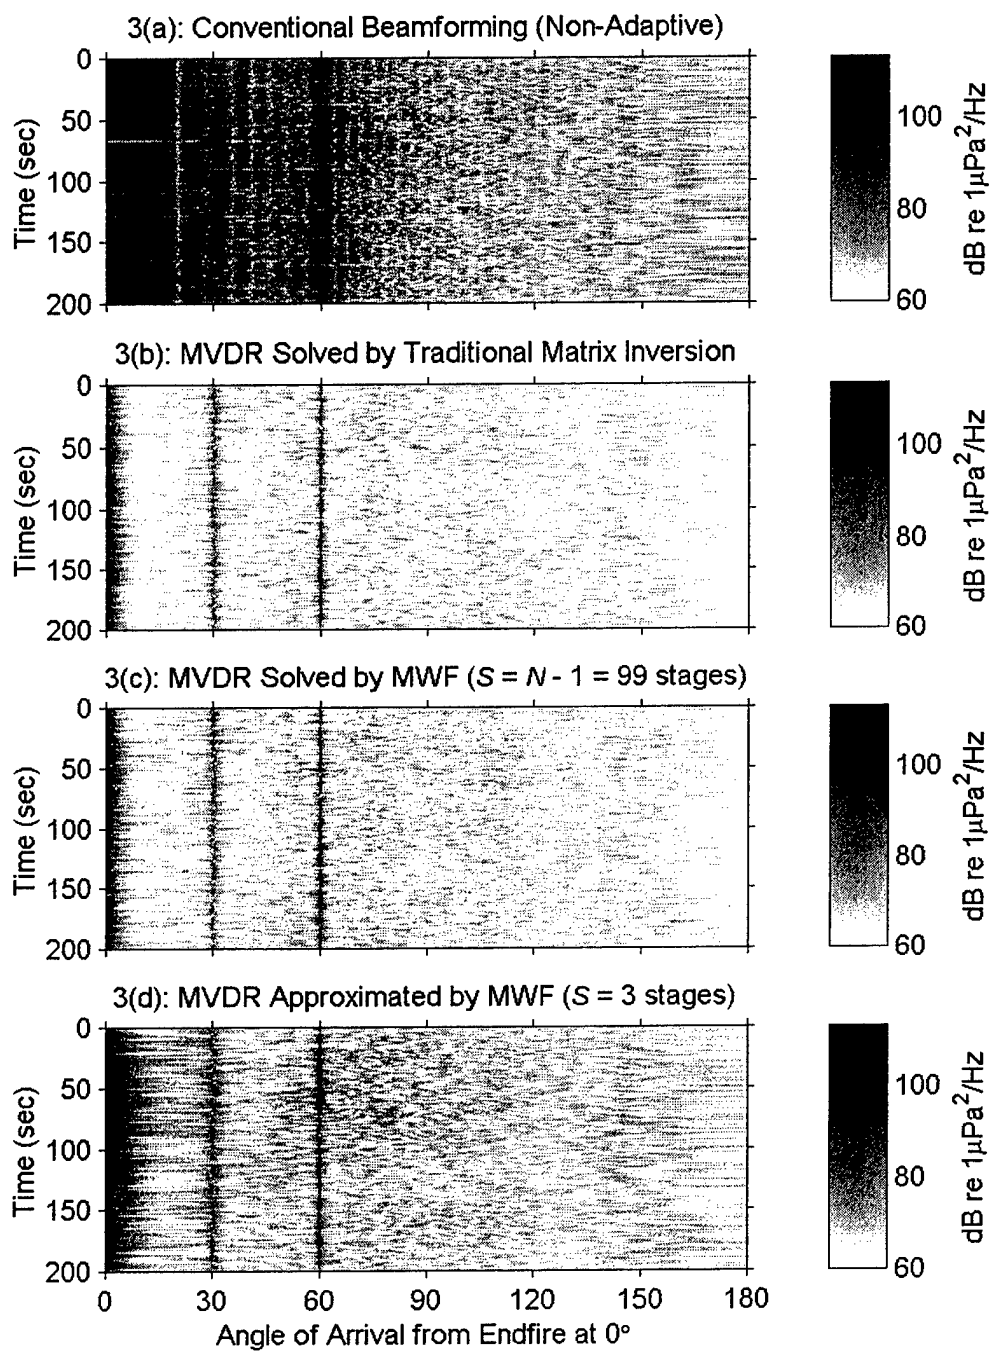 3(a): Conventional Beamforming (Non-Adaptive)
0
50
100
150
200
Time (sec)
100
80
60
dB re 1µPa²/Hz
3(b): MVDR Solved by Traditional Matrix Inversion
0
50
100
150
200
Time (sec)
100
80
60
dB re 1µPa²/Hz
3(c): MVDR Solved by MWF (S = N - 1 = 99 stages)
0
50
100
150
200
Time (sec)
100
80
60
dB re 1µPa²/Hz
3(d): MVDR Approximated by MWF (S = 3 stages)
0
50
100
150
200
Time (sec)
100
80
60
dB re 1µPa²/Hz
0 30 60 90 120 150 180
Angle of Arrival from Endfire at 0°